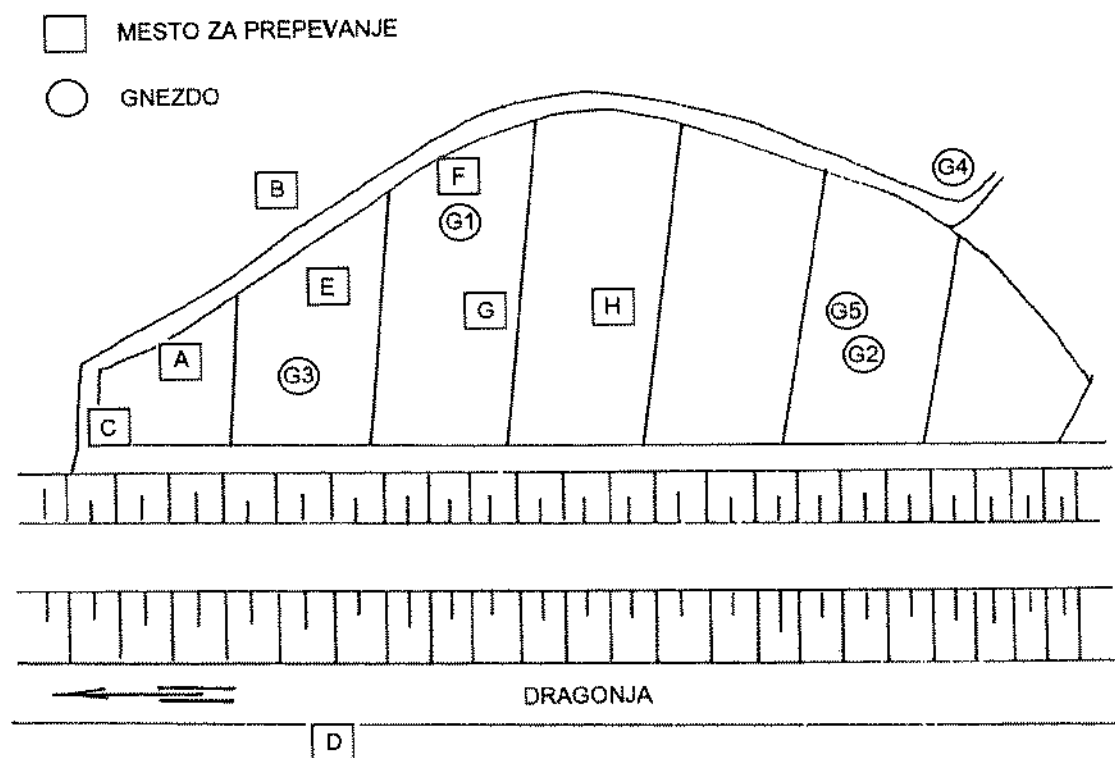 MESTO ZA PREPEVANJE
GNEZDO
G4
B
F
G1
E
G
H
G5
A
G2
G3
C
DRAGONJA
D